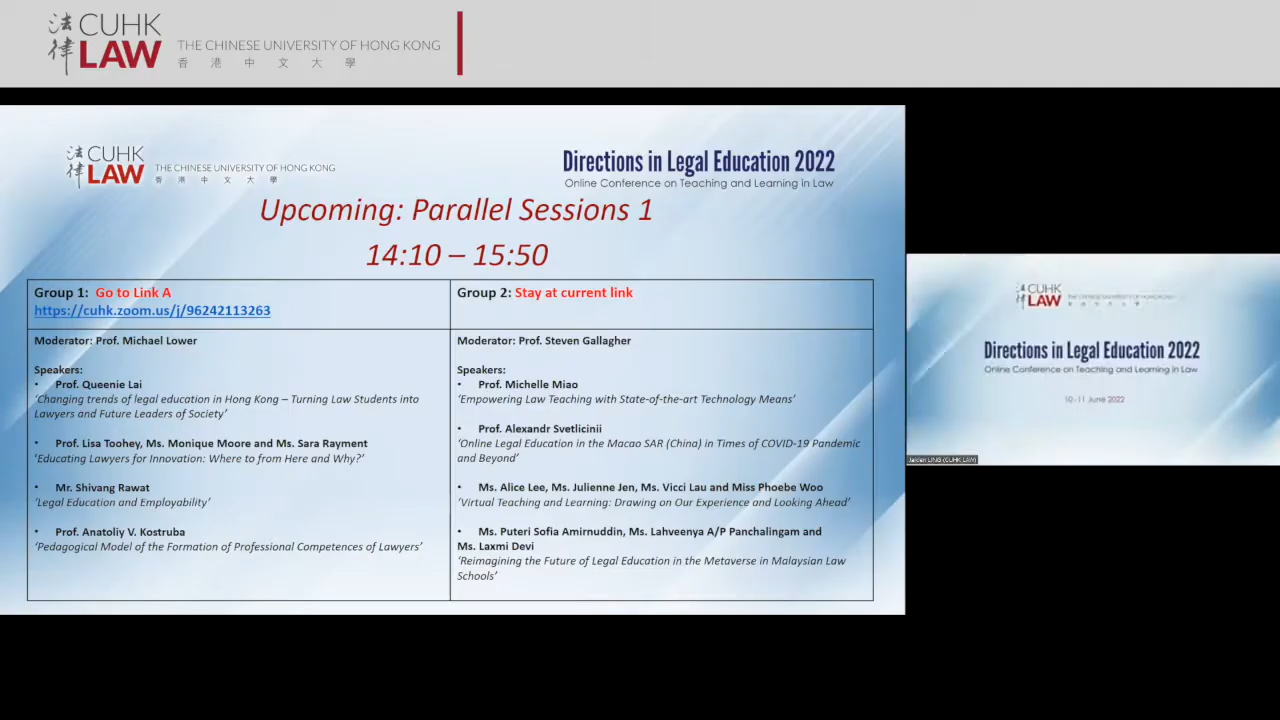 法律 CUHK LAW
THE CHINESE UNIVERSITY OF HONG KONG
香港中文大學
法律 CUHK LAW
THE CHINESE UNIVERSITY OF HONG KONG
香港中文大學
Directions in Legal Education 2022
Online Conference on Teaching and Learning in Law
Upcoming: Parallel Sessions 1
14:10 – 15:50
Group 1: Go to Link A
https://cuhk.zoom.us/j/96242113263
Moderator: Prof. Michael Lower
Speakers:
• Prof. Queenie Lai
‘Changing trends of legal education in Hong Kong – Turning Law Students into
Lawyers and Future Leaders of Society’
• Prof. Lisa Toohey, Ms. Monique Moore and Ms. Sara Rayment
‘Educating Lawyers for Innovation: Where to from Here and Why?’
• Mr. Shivang Rawat
‘Legal Education and Employability’
• Prof. Anatoliy V. Kostruba
‘Pedagogical Model of the Formation of Professional Competences of Lawyers’
Group 2: Stay at current link
Moderator: Prof. Steven Gallagher
Speakers:
• Prof. Michelle Miao
‘Empowering Law Teaching with State-of-the-art Technology Means’
• Prof. Alexandr Svetlicinii
‘Online Legal Education in the Macao SAR (China) in Times of COVID-19 Pandemic
and Beyond’
• Ms. Alice Lee, Ms. Julienne Jen, Ms. Vicci Lau and Miss Phoebe Woo
‘Virtual Teaching and Learning: Drawing on Our Experience and Looking Ahead’
• Ms. Puteri Sofia Amirnuddin, Ms. Lahveenya A/P Panchalingam and
Ms. Laxmi Devi
‘Reimagining the Future of Legal Education in the Metaverse in Malaysian Law
Schools’
法律 CUHK LAW
THE CHINESE UNIVERSITY OF HONG KONG
Directions in Legal Education 2022
Online Conference on Teaching and Learning in Law
10-11 June 2022
LING (CUHK LAW)